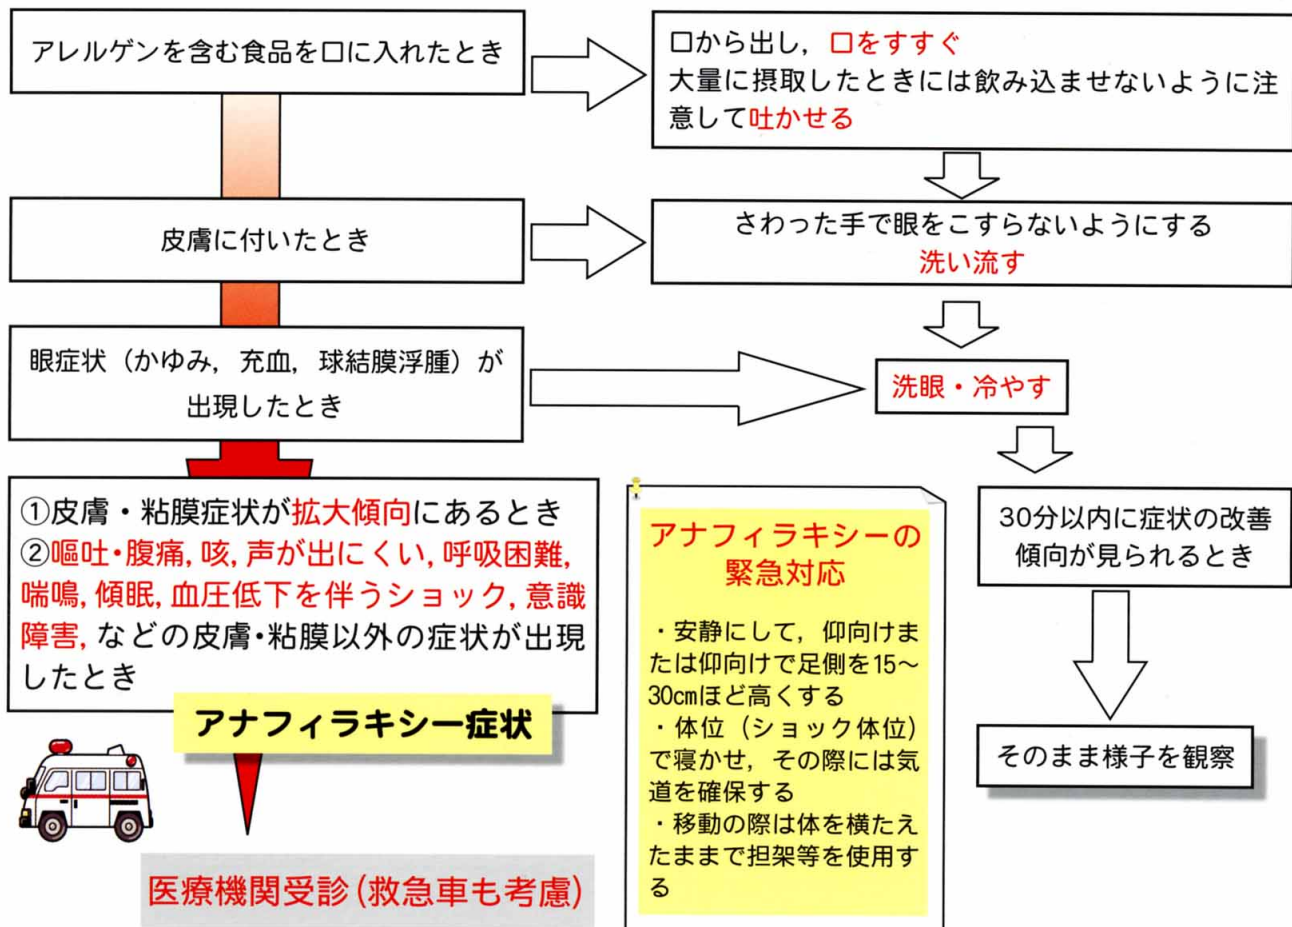 アレルゲンを含む食品を口に入れたとき
口から出し，口をすすぐ
大量に摂取したときには飲み込ませないように注
意して吐かせる
皮膚に付いたとき
さわった手で眼をこすらないようにする
洗い流す
眼症状（かゆみ，充血，球結膜浮腫）が
出現したとき
洗眼・冷やす
①皮膚・粘膜症状が拡大傾向にあるとき
②嘔吐・腹痛，咳，声が出にくい，呼吸困難，
喘鳴，傾眠，血圧低下を伴うショック，意識
障害，などの皮膚・粘膜以外の症状が出現
したとき
アナフィラキシー症状
医療機関受診（救急車も考慮）
アナフィラキシーの
緊急対応
・安静にして，仰向けま
たは仰向けで足側を15～
30㎝ほど高くする
・体位（ショック体位）
で寝かせ，その際には気
道を確保する
・移動の際は体を横たえ
たままで担架等を使用す
る
30分以内に症状の改善
傾向が見られるとき
そのまま様子を観察